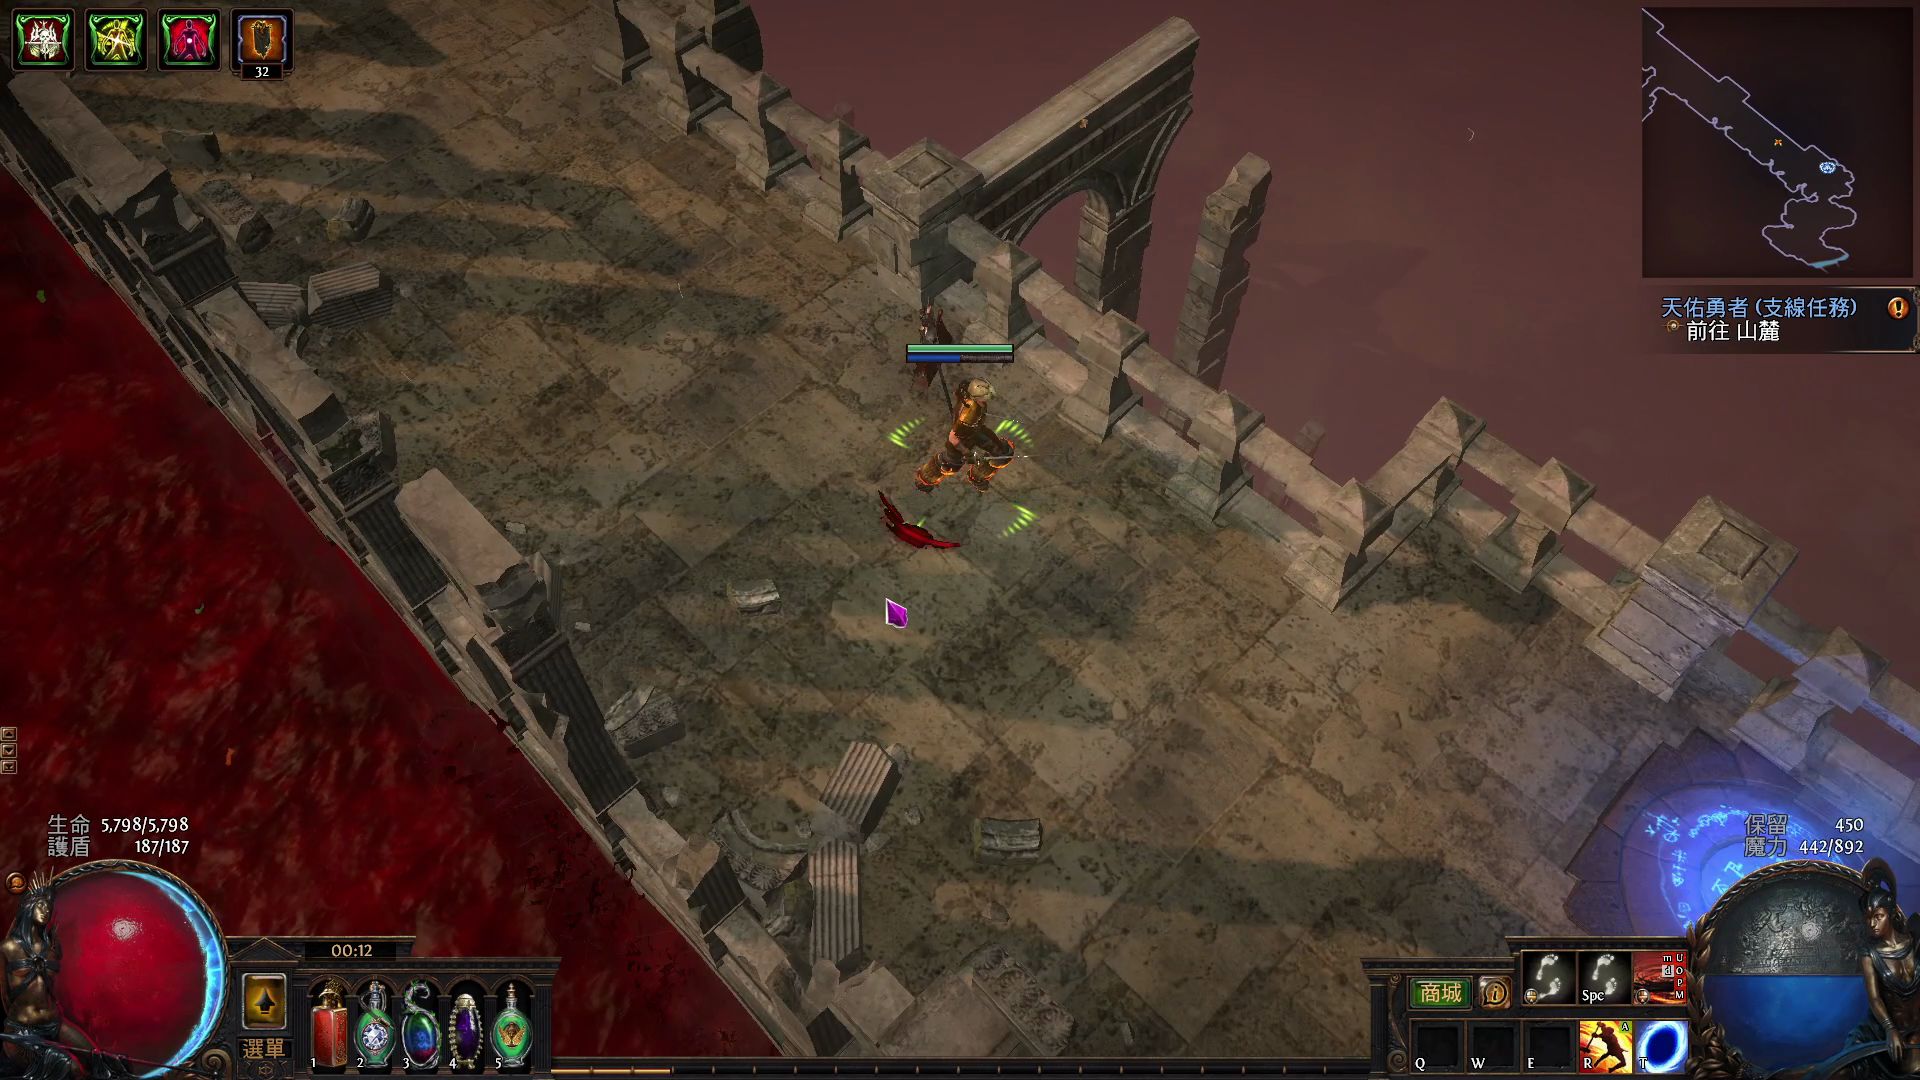 32
天佑勇者 (支線任務)
前往 山麓
生命 5,798/5,798
護盾 187/187
保留 450
魔力 442/892
00:12
選單
1
2
3
4
5
商城
Spc
m U
d O
P
M
Q
W
E
R
A
T